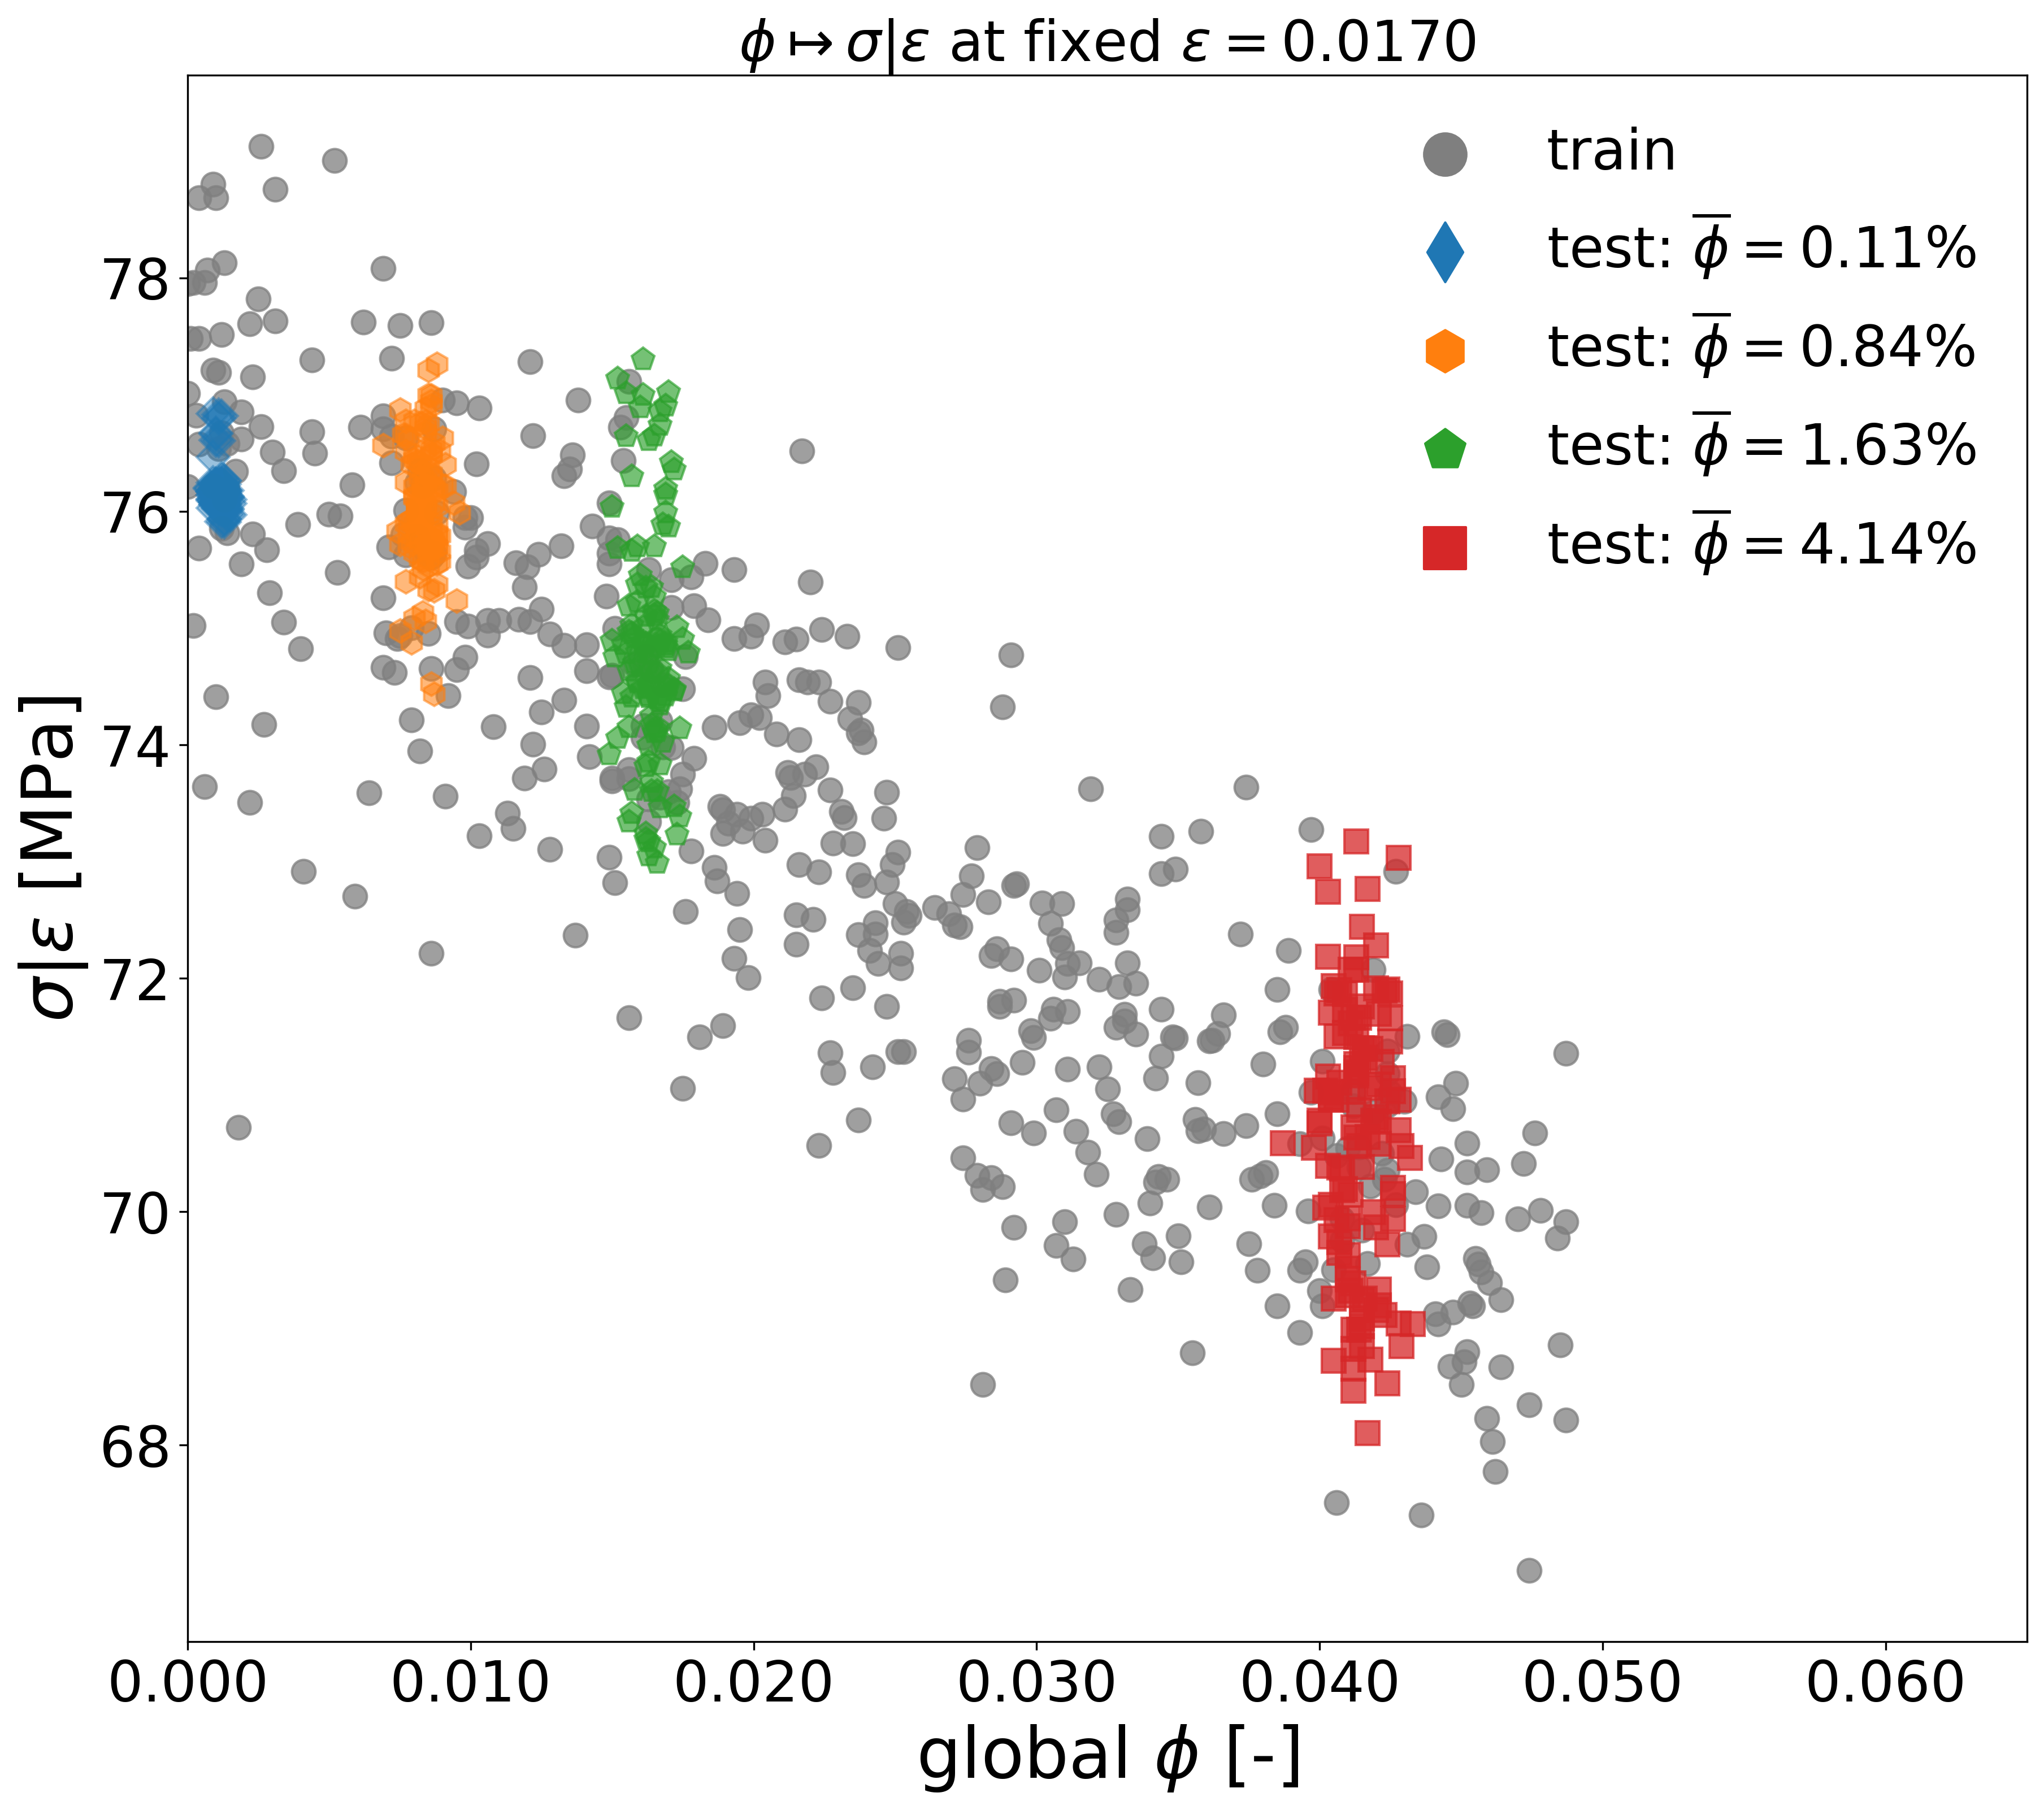 ϕ ↦ σ|ε at fixed ε = 0.0170
train
test: ϕ̅ = 0.11%
test: ϕ̅ = 0.84%
test: ϕ̅ = 1.63%
test: ϕ̅ = 4.14%
σ|ε [MPa]
78
76
74
72
70
68
0.000 0.010 0.020 0.030 0.040 0.050 0.060
global ϕ [-]